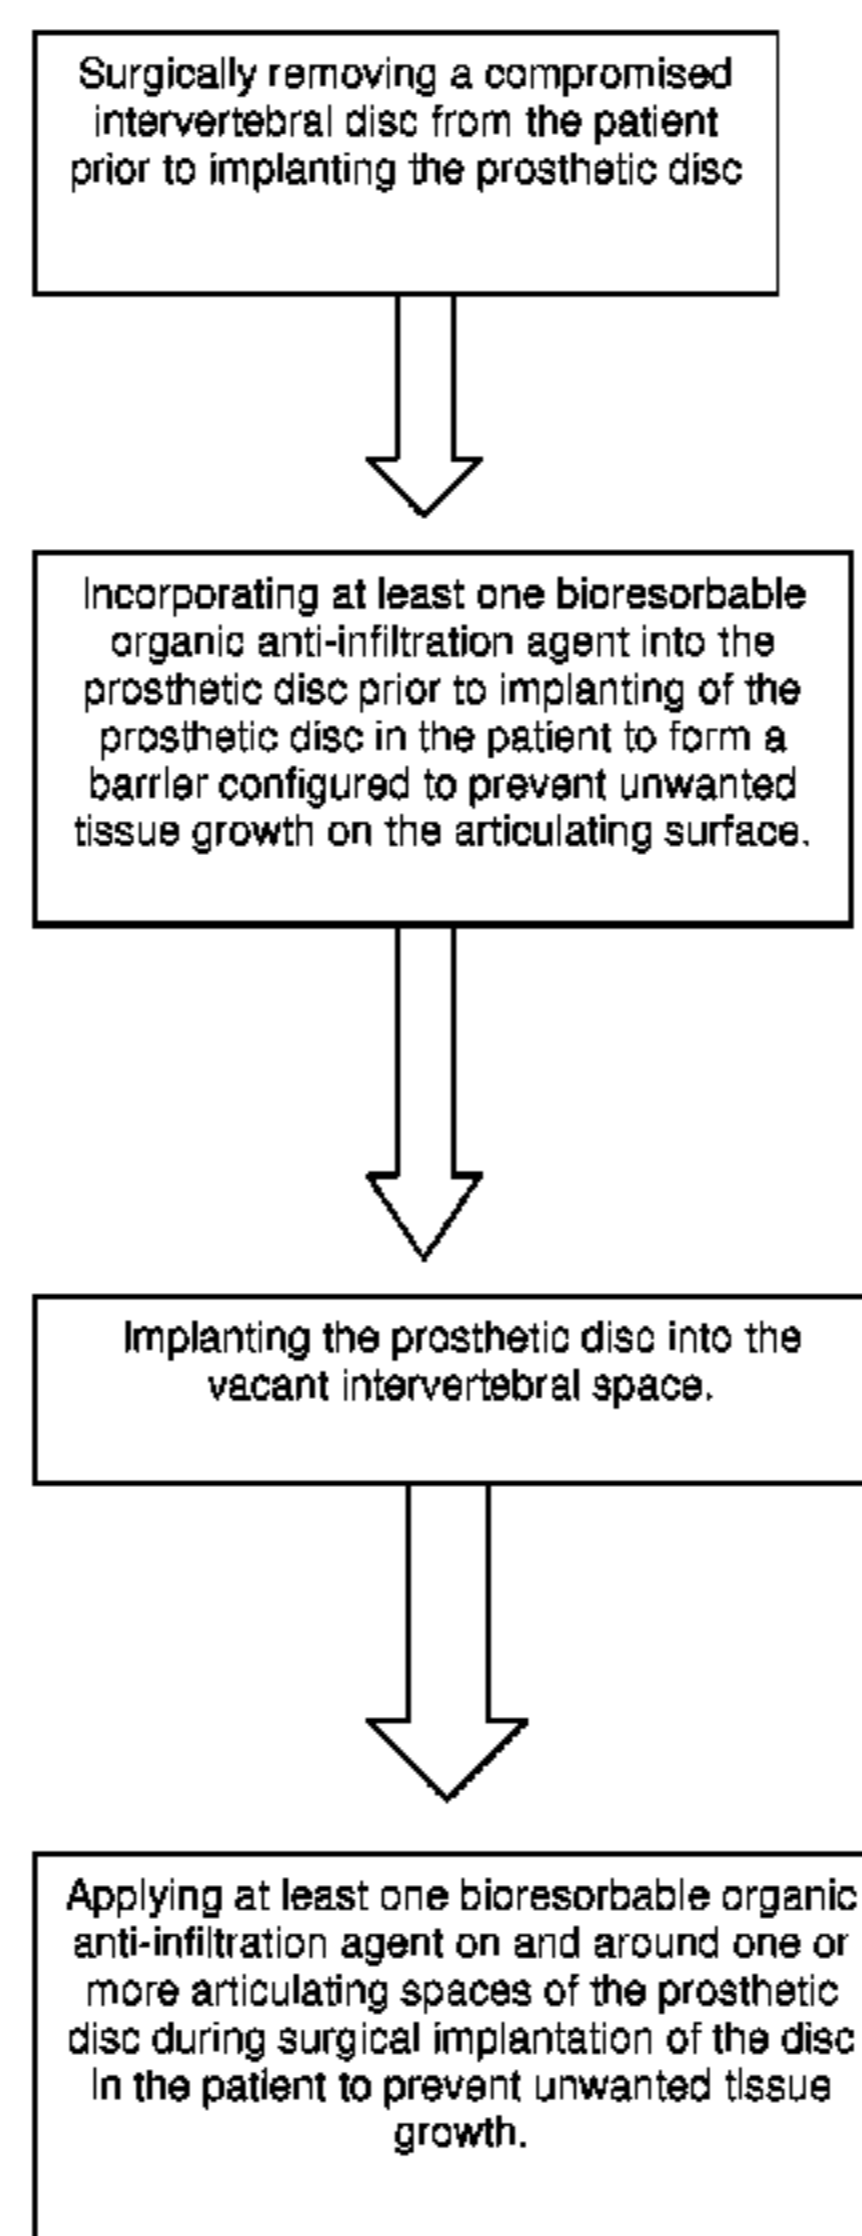 Surgically removing a compromised
intervertebral disc from the patient
prior to implanting the prosthetic disc
Incorporating at least one bioresorbable
organic anti-infiltration agent into the
prosthetic disc prior to implanting of the
prosthetic disc in the patient to form a
barrier configured to prevent unwanted
tissue growth on the articulating surface.
Implanting the prosthetic disc into the
vacant intervertebral space.
Applying at least one bioresorbable organic
anti-infiltration agent on and around one or
more articulating spaces of the prosthetic
disc during surgical implantation of the disc
in the patient to prevent unwanted tissue
growth.